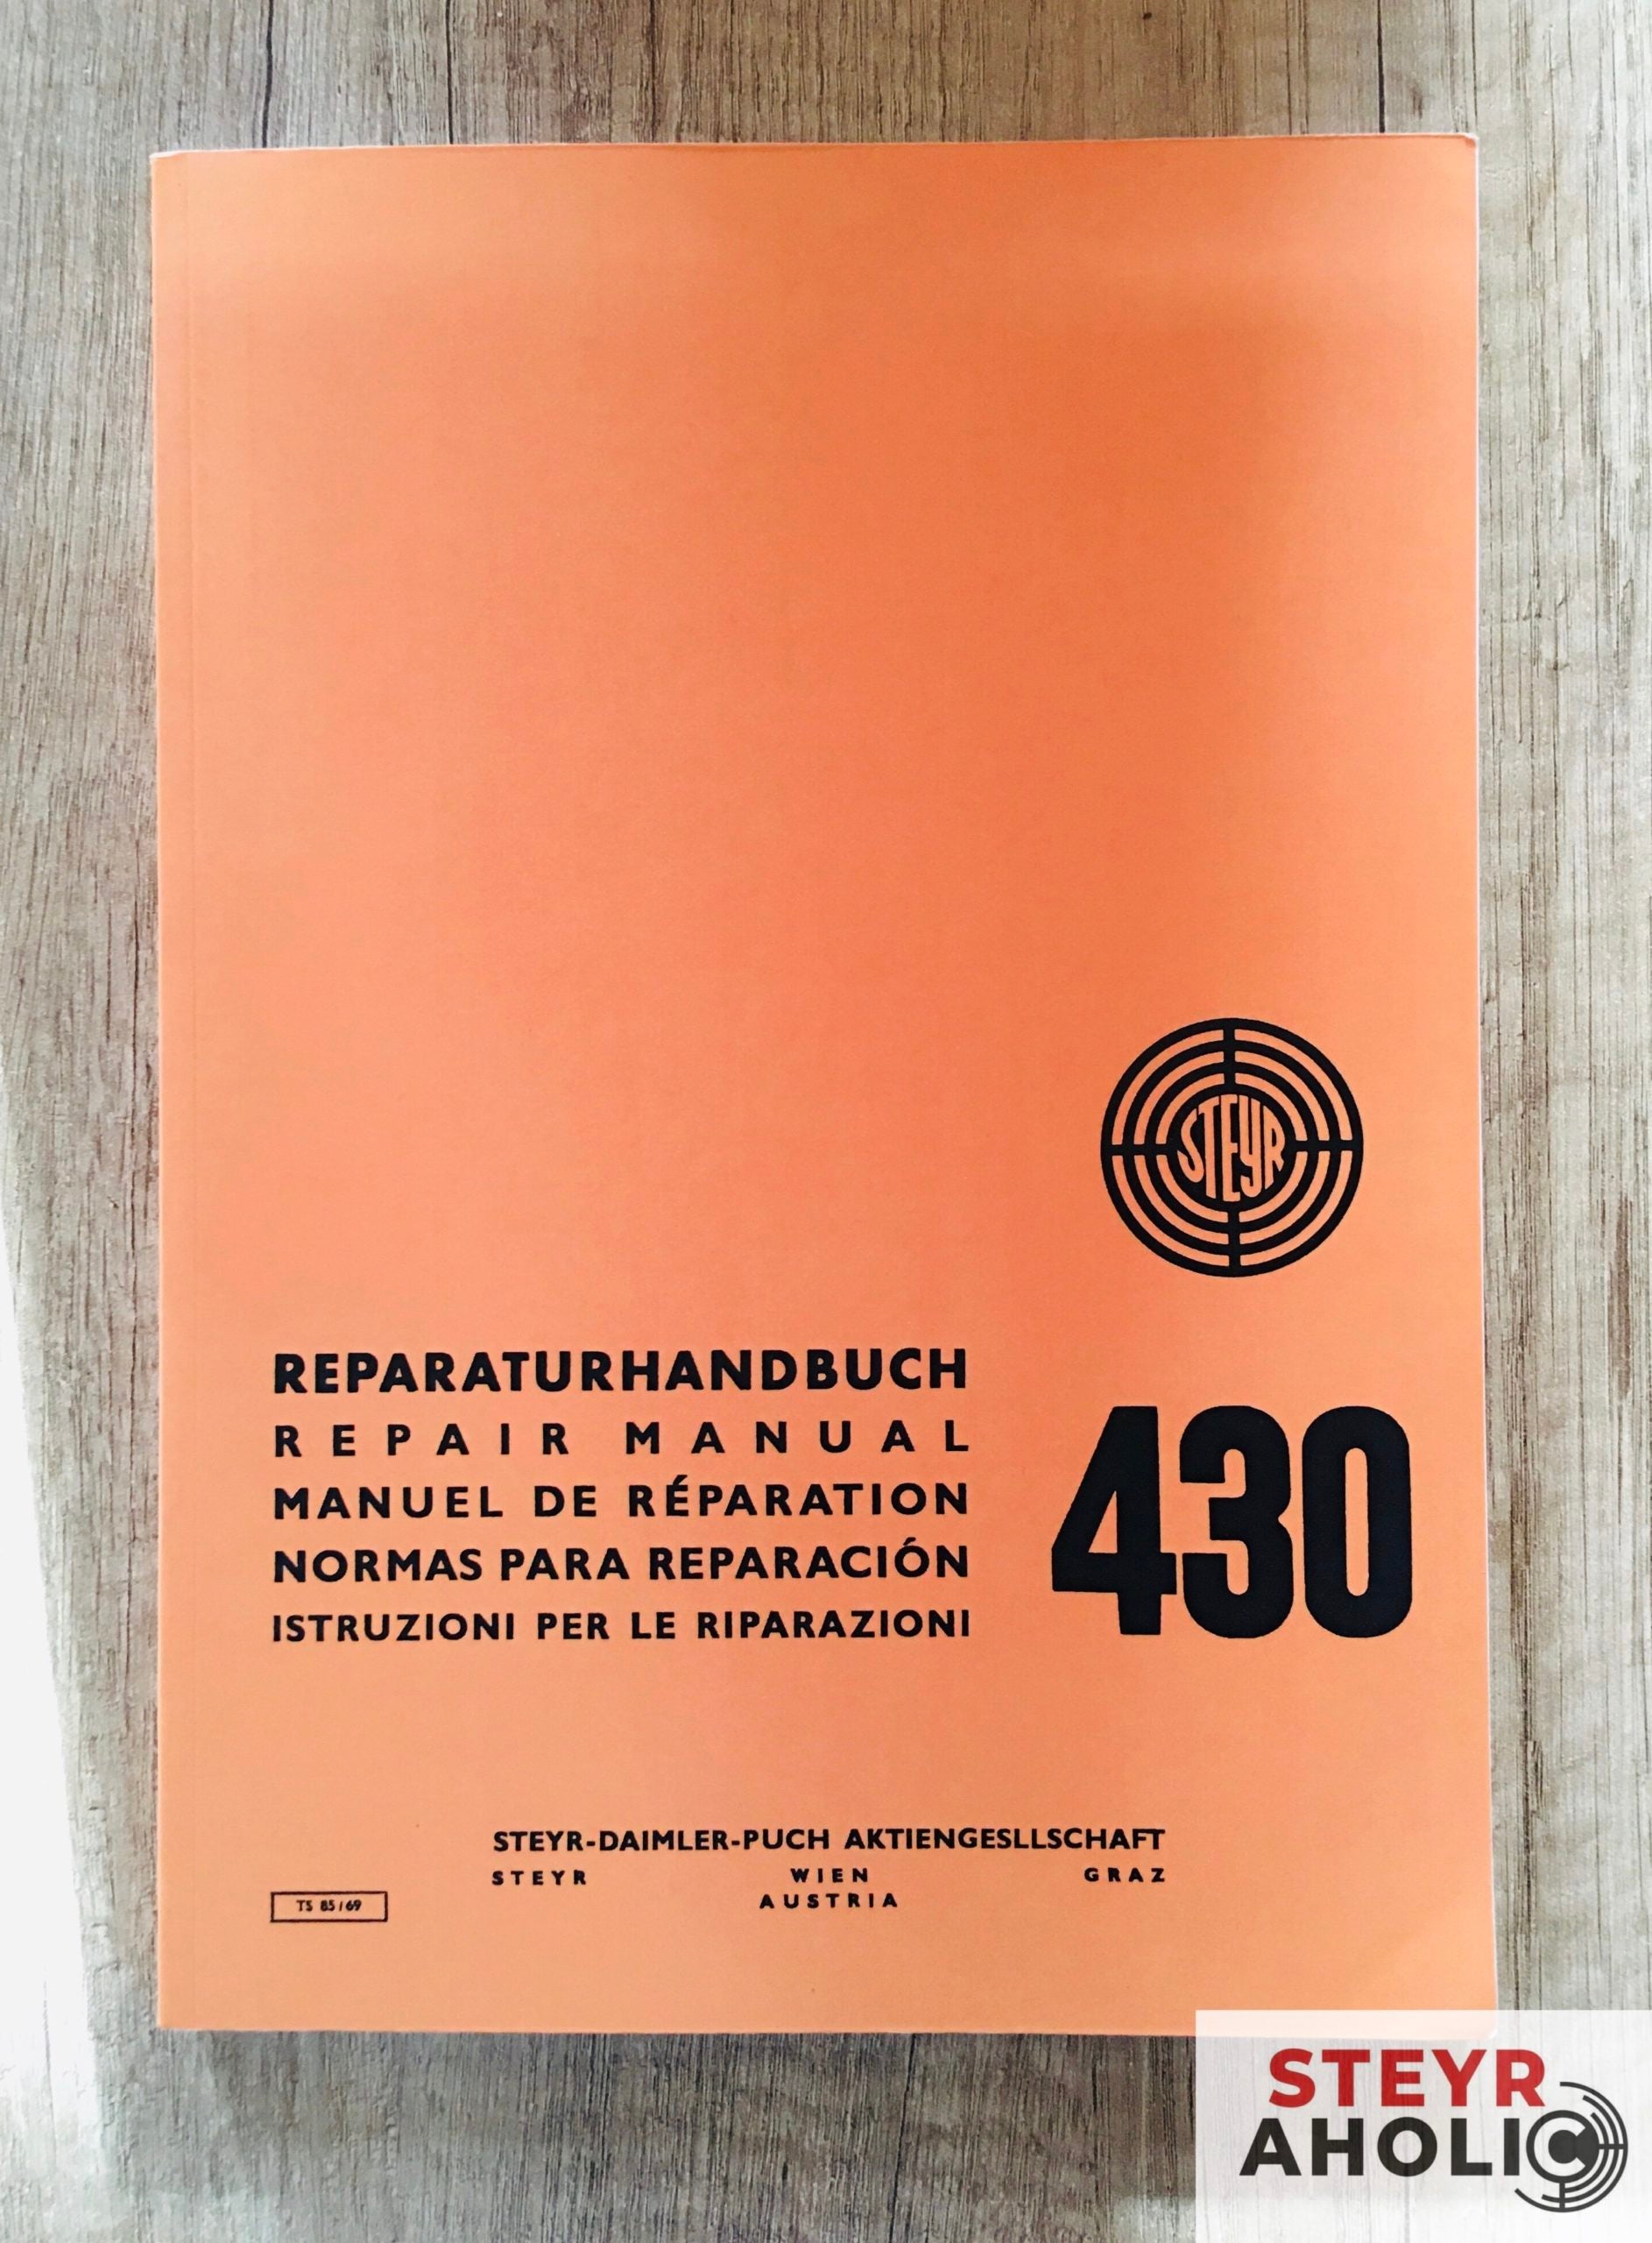 STEYR
REPARATURHANDBUCH
REPAIR MANUAL
MANUEL DE RÉPARATION
NORMAS PARA REPARACIÓN
ISTRUZIONI PER LE RIPARAZIONI
430
STEYR-DAIMLER-PUCH AKTIENGESLLSCHAFT
STEYR WIEN GRAZ
AUSTRIA
TS 85/69
STEYR
AHOLIC